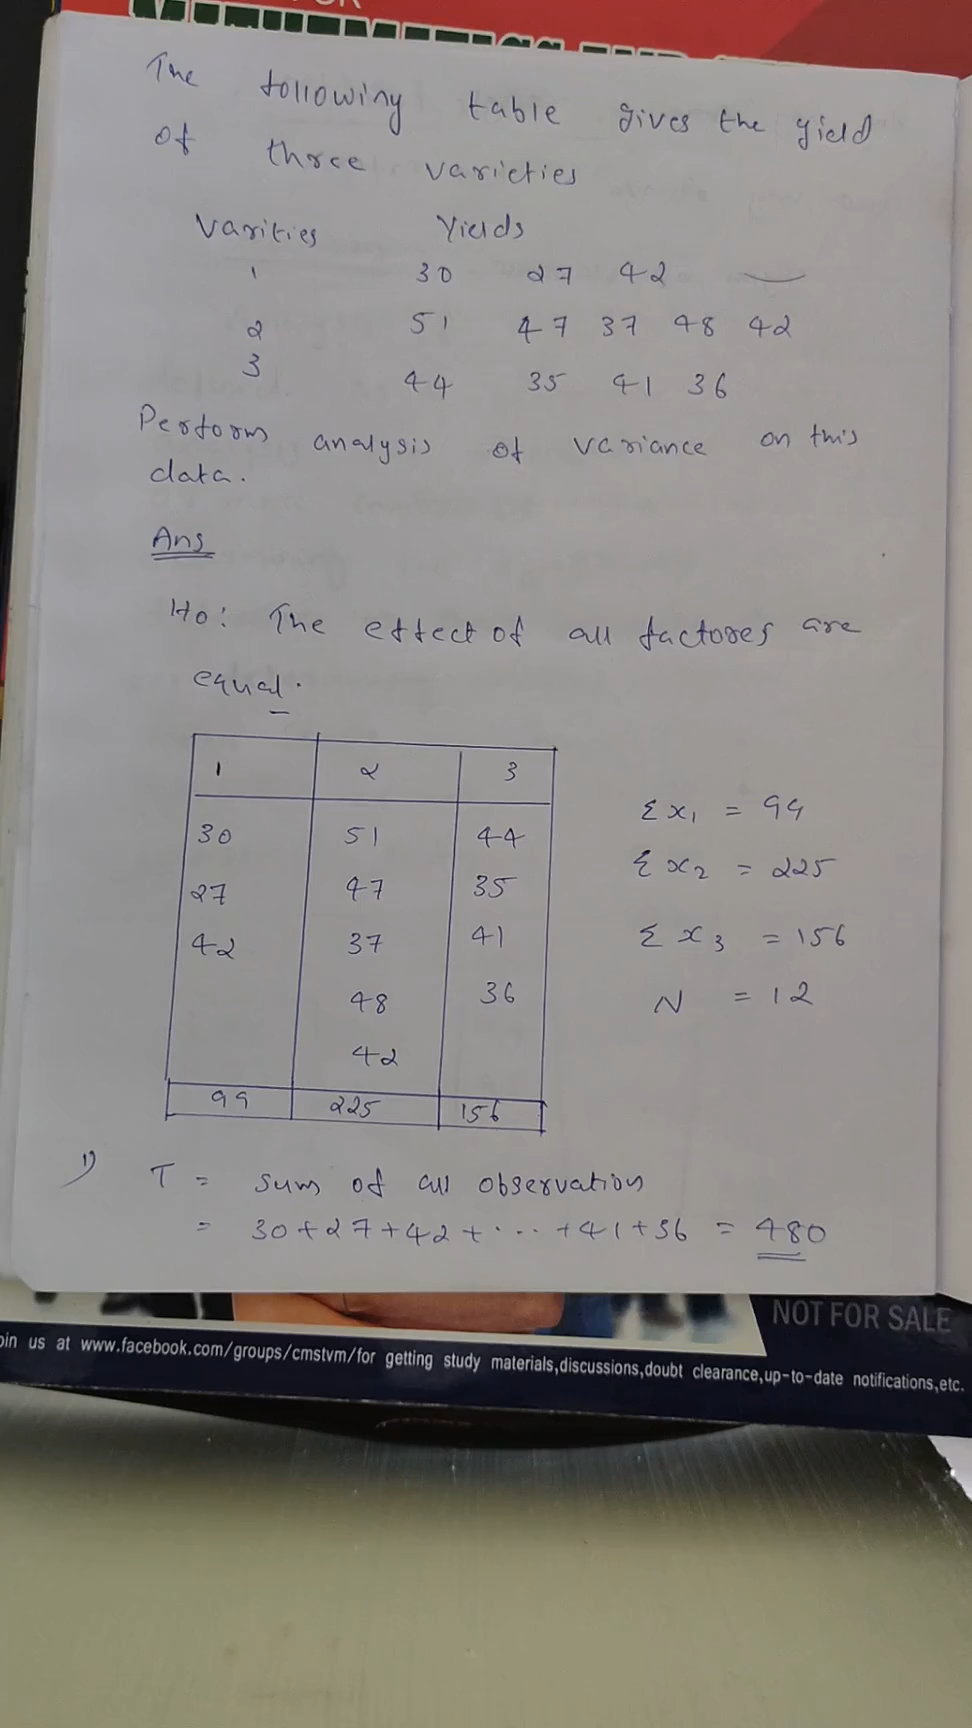 The following table gives the yield
of three varieties
Varities Yields
1 30 27 42 —
2 51 47 37 48 42
3 44 35 41 36
Perform analysis of variance on this
data.
Ans
Ho: The effect of all factores are
equal.
1 2 3
30 51 44
27 47 35
42 37 41
48 36
42
99 225 156
Σx₁ = 99
Σx₂ = 225
Σx₃ = 156
N = 12
1) T = sum of all observation
= 30+27+42+....+41+36 = 480
NOT FOR SALE
oin us at www.facebook.com/groups/cmstvm/for getting study materials,discussions,doubt clearance,up-to-date notifications,etc.